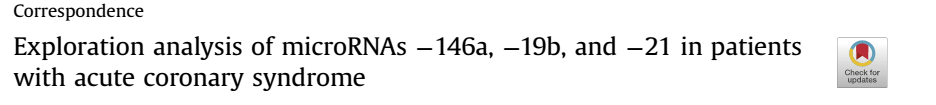 Correspondence
Exploration analysis of microRNAs −146a, −19b, and −21 in patients
with acute coronary syndrome
Check for
updates